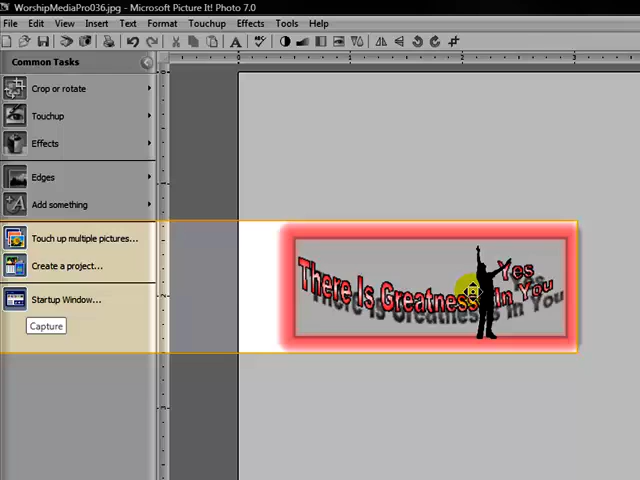 WorshipMediaPro036.jpg - Microsoft Picture It! Photo 7.0
File Edit View Insert Text Format Touchup Effects Tools Help
Common Tasks
Crop or rotate
Touchup
Effects
Edges
Add something
Touch up multiple pictures...
Create a project...
Startup Window...
Capture
Yes
There Is Greatness In You